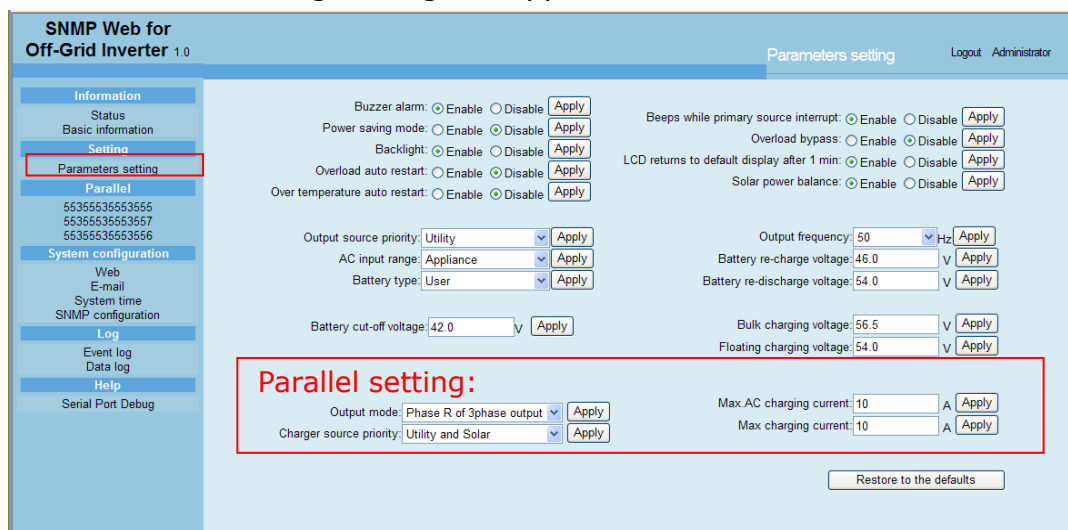 SNMP Web for
Off-Grid Inverter 1.0
Parameters setting
Logout Administrator
Information
Status
Basic information
Setting
Parameters setting
Parallel
55355535553555
55355535553557
55355535553556
System configuration
Web
E-mail
System time
SNMP configuration
Log
Event log
Data log
Help
Serial Port Debug
Buzzer alarm: Enable Disable Apply
Power saving mode: Enable Disable Apply
Backlight: Enable Disable Apply
Overload auto restart: Enable Disable Apply
Over temperature auto restart: Enable Disable Apply
Beeps while primary source interrupt: Enable Disable Apply
Overload bypass: Enable Disable Apply
LCD returns to default display after 1 min: Enable Disable Apply
Solar power balance: Enable Disable Apply
Output source priority: Utility Apply
AC input range: Appliance Apply
Battery type: User Apply
Output frequency: 50 Hz Apply
Battery re-charge voltage: 46.0 V Apply
Battery re-discharge voltage: 54.0 V Apply
Battery cut-off voltage: 42.0 V Apply
Bulk charging voltage: 56.5 V Apply
Floating charging voltage: 54.0 V Apply
Parallel setting:
Output mode: Phase R of 3phase output Apply
Charger source priority: Utility and Solar Apply
Max.AC charging current: 10 A Apply
Max charging current: 10 A Apply
Restore to the defaults